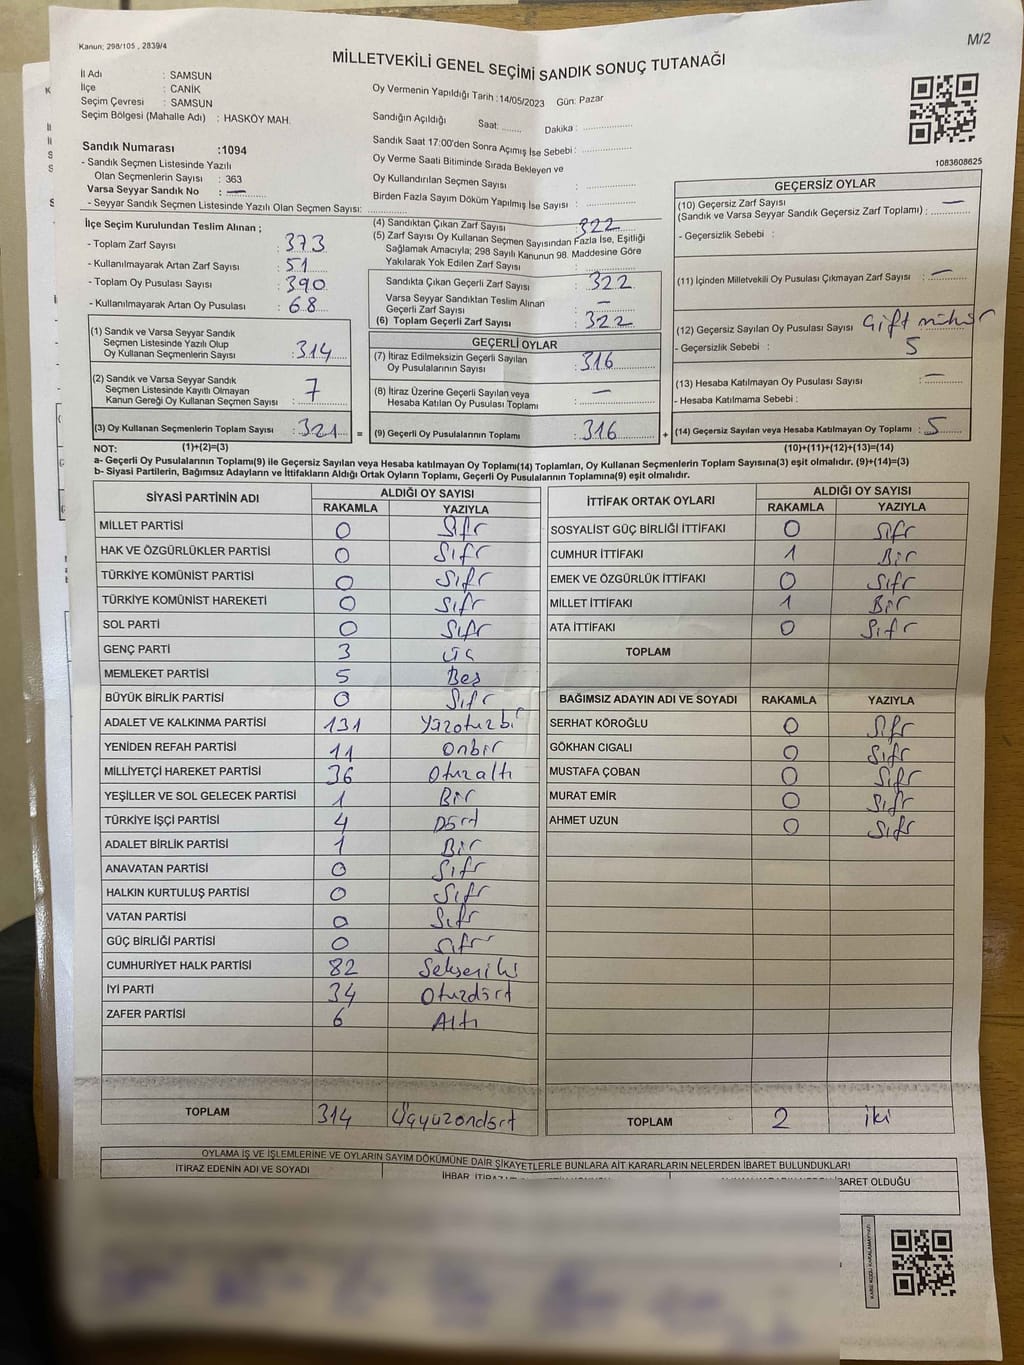 Kanun; 298/105 , 2839/4
M/2
MİLLETVEKİLİ GENEL SEÇİMİ SANDIK SONUÇ TUTANAĞI
İl Adı : SAMSUN
İlçe : CANİK
Seçim Çevresi : SAMSUN
Seçim Bölgesi (Mahalle Adı) : HASKÖY MAH.
Sandık Numarası :1094
- Sandık Seçmen Listesinde Yazılı
Olan Seçmenlerin Sayısı : 363
Varsa Seyyar Sandık No : —
- Seyyar Sandık Seçmen Listesinde Yazılı Olan Seçmen Sayısı:
Oy Vermenin Yapıldığı Tarih :14/05/2023 Gün: Pazar
Sandığın Açıldığı Saat: Dakika :
Sandık Saat 17:00'den Sonra Açımış İse Sebebi :
Oy Verme Saati Bitiminde Sırada Bekleyen ve
Oy Kullandırılan Seçmen Sayısı :
Birden Fazla Sayım Döküm Yapılmış İse Sayısı :
1083608625
İlçe Seçim Kurulundan Teslim Alınan ;
- Toplam Zarf Sayısı : 373
- Kullanılmayarak Artan Zarf Sayısı : 51
- Toplam Oy Pusulası Sayısı : 390
- Kullanılmayarak Artan Oy Pusulası : 68
(1) Sandık ve Varsa Seyyar Sandık
Seçmen Listesinde Yazılı Olup
Oy Kullanan Seçmenlerin Sayısı : 314
(2) Sandık ve Varsa Seyyar Sandık
Seçmen Listesinde Kayıtlı Olmayan
Kanun Gereği Oy Kullanan Seçmen Sayısı : 7
(3) Oy Kullanan Seçmenlerin Toplam Sayısı : 321 =
(4) Sandıktan Çıkan Zarf Sayısı : 322
(5) Zarf Sayısı Oy Kullanan Seçmen Sayısından Fazla İse, Eşitliği
Sağlamak Amacıyla; 298 Sayılı Kanunun 98. Maddesine Göre
Yakılarak Yok Edilen Zarf Sayısı :
Sandıkta Çıkan Geçerli Zarf Sayısı : 322
Varsa Seyyar Sandıktan Teslim Alınan
Geçerli Zarf Sayısı : —
(6) Toplam Geçerli Zarf Sayısı : 322
GEÇERLİ OYLAR
(7) İtiraz Edilmeksizin Geçerli Sayılan
Oy Pusulalarının Sayısı : 316
(8) İtiraz Üzerine Geçerli Sayılan veya
Hesaba Katılan Oy Pusulası Toplamı : —
(9) Geçerli Oy Pusulalarının Toplamı : 316 +
GEÇERSİZ OYLAR
(10) Geçersiz Zarf Sayısı
(Sandık ve Varsa Seyyar Sandık Geçersiz Zarf Toplamı) : —
- Geçersizlik Sebebi :
(11) İçinden Milletvekili Oy Pusulası Çıkmayan Zarf Sayısı : —
(12) Geçersiz Sayılan Oy Pusulası Sayısı : Çift mühür
- Geçersizlik Sebebi : 5
(13) Hesaba Katılmayan Oy Pusulası Sayısı : —
- Hesaba Katılmama Sebebi :
(14) Geçersiz Sayılan veya Hesaba Katılmayan Oy Toplamı : 5
NOT: (1)+(2)=(3) (10)+(11)+(12)+(13)=(14)
a- Geçerli Oy Pusulalarının Toplamı(9) ile Geçersiz Sayılan veya Hesaba katılmayan Oy Toplamı(14) Toplamları, Oy Kullanan Seçmenlerin Toplam Sayısına(3) eşit olmalıdır. (9)+(14)=(3)
b- Siyasi Partilerin, Bağımsız Adayların ve İttifakların Aldığı Ortak Oyların Toplamı, Geçerli Oy Pusulalarının Toplamına(9) eşit olmalıdır.
SİYASİ PARTİNİN ADI ALDIĞI OY SAYISI
RAKAMLA YAZIYLA
MİLLET PARTİSİ 0 Sıfır
HAK VE ÖZGÜRLÜKLER PARTİSİ 0 Sıfır
TÜRKİYE KOMÜNİST PARTİSİ 0 Sıfır
TÜRKİYE KOMÜNİST HAREKETİ 0 Sıfır
SOL PARTİ 0 Sıfır
GENÇ PARTİ 3 üç
MEMLEKET PARTİSİ 5 Beş
BÜYÜK BİRLİK PARTİSİ 0 Sıfır
ADALET VE KALKINMA PARTİSİ 131 Yüzotuzbir
YENİDEN REFAH PARTİSİ 11 Onbir
MİLLİYETÇİ HAREKET PARTİSİ 36 Otuzaltı
YEŞİLLER VE SOL GELECEK PARTİSİ 1 Bir
TÜRKİYE İŞÇİ PARTİSİ 4 Dört
ADALET BİRLİK PARTİSİ 1 Bir
ANAVATAN PARTİSİ 0 Sıfır
HALKIN KURTULUŞ PARTİSİ 0 Sıfır
VATAN PARTİSİ 0 Sıfır
GÜÇ BİRLİĞİ PARTİSİ 0 Sıfır
CUMHURİYET HALK PARTİSİ 82 Sekseniki
İYİ PARTİ 34 Otuzdört
ZAFER PARTİSİ 6 Altı
TOPLAM 314 Üçyüzondört
İTTİFAK ORTAK OYLARI ALDIĞI OY SAYISI
RAKAMLA YAZIYLA
SOSYALİST GÜÇ BİRLİĞİ İTTİFAKI 0 Sıfır
CUMHUR İTTİFAKI 1 Bir
EMEK VE ÖZGÜRLÜK İTTİFAKI 0 Sıfır
MİLLET İTTİFAKI 1 Bir
ATA İTTİFAKI 0 Sıfır
TOPLAM
BAĞIMSIZ ADAYIN ADI VE SOYADI RAKAMLA YAZIYLA
SERHAT KÖROĞLU 0 Sıfır
GÖKHAN CIGALI 0 Sıfır
MUSTAFA ÇOBAN 0 Sıfır
MURAT EMİR 0 Sıfır
AHMET UZUN 0 Sıfır
TOPLAM 2 iki
OYLAMA İŞ VE İŞLEMLERİNE VE OYLARIN SAYIM DÖKÜMÜNE DAİR ŞİKAYETLERLE BUNLARA AİT KARARLARIN NELERDEN İBARET BULUNDUKLARI
İTİRAZ EDENİN ADI VE SOYADI
İBARET OLDUĞU